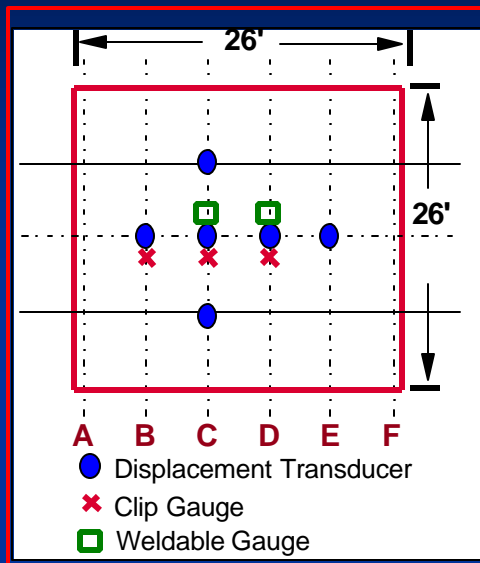 26'
26'
A B C D E F
Displacement Transducer
Clip Gauge
Weldable Gauge